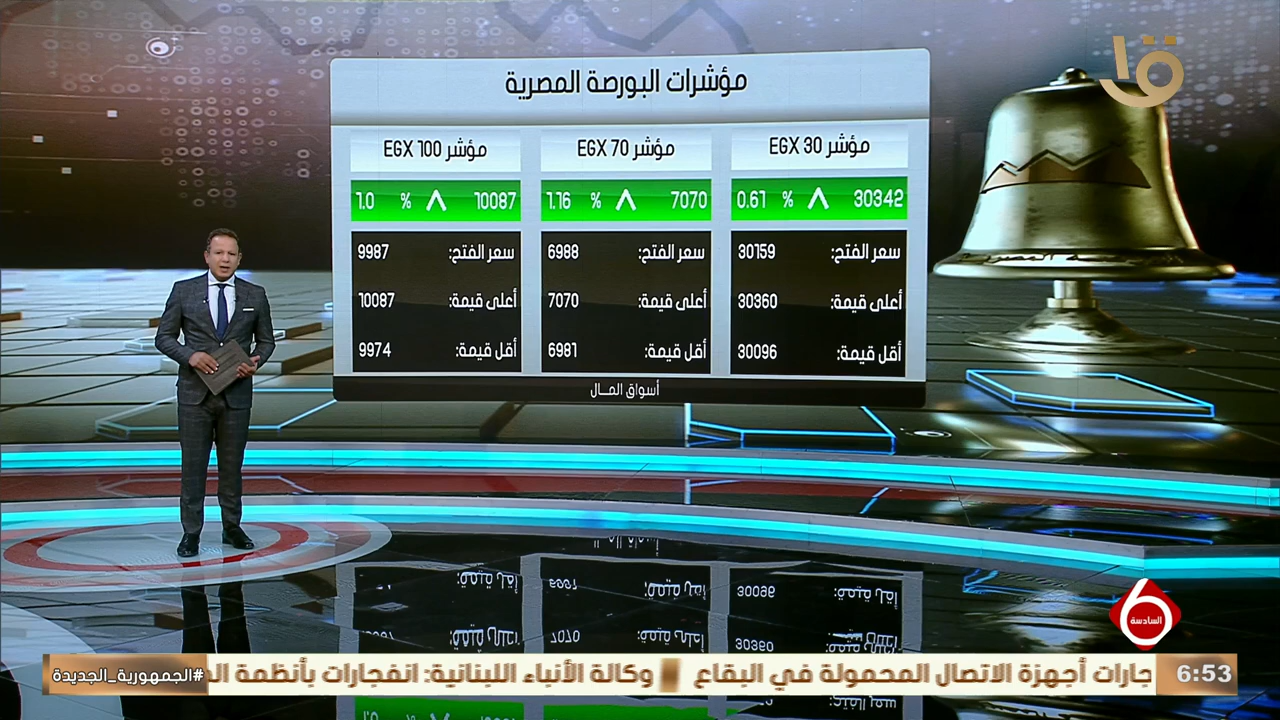 مؤشرات البورصة المصرية
مؤشر EGX 30
30342 % 0.61
سعر الفتح: 30159
أعلى قيمة: 30360
أقل قيمة: 30096
مؤشر EGX 70
7070 % 1.16
سعر الفتح: 6988
أعلى قيمة: 7070
أقل قيمة: 6981
مؤشر EGX 100
10087 % 1.0
سعر الفتح: 9987
أعلى قيمة: 10087
أقل قيمة: 9974
أسواق المـال
6
السادسة
6:53
جارات أجهزة الاتصال المحمولة في البقاع
وكالة الأنباء اللبنانية: انفجارات بأنظمة
#الجمهورية_الجديدة